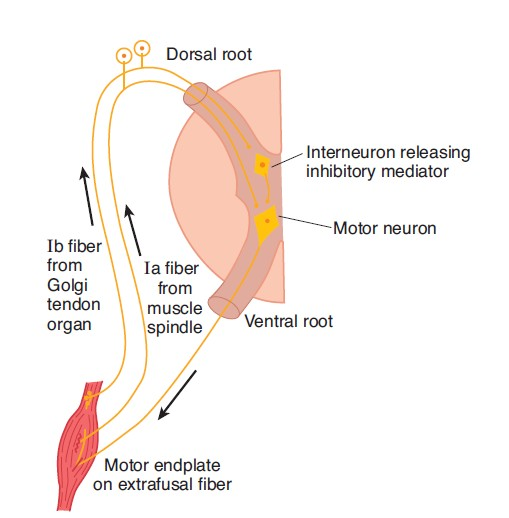 Dorsal root
Interneuron releasing
inhibitory mediator
Motor neuron
Ib fiber
from
Golgi
tendon
organ
Ia fiber
from
muscle
spindle
Ventral root
Motor endplate
on extrafusal fiber